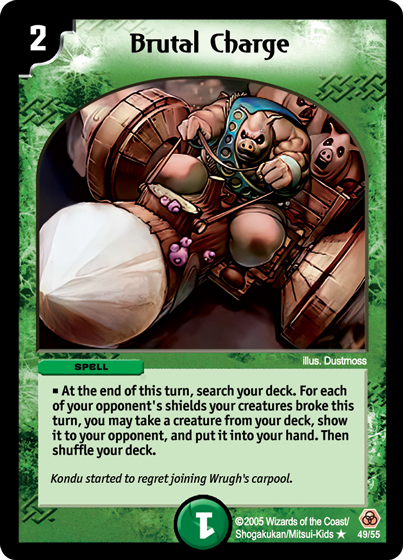 2
Brutal Charge
illus. Dustmoss
SPELL
▪ At the end of this turn, search your deck. For each
of your opponent's shields your creatures broke this
turn, you may take a creature from your deck, show
it to your opponent, and put it into your hand. Then
shuffle your deck.
Kondu started to regret joining Wrugh's carpool.
1
©2005 Wizards of the Coast/
Shogakukan/Mitsui-Kids ★ 49/55